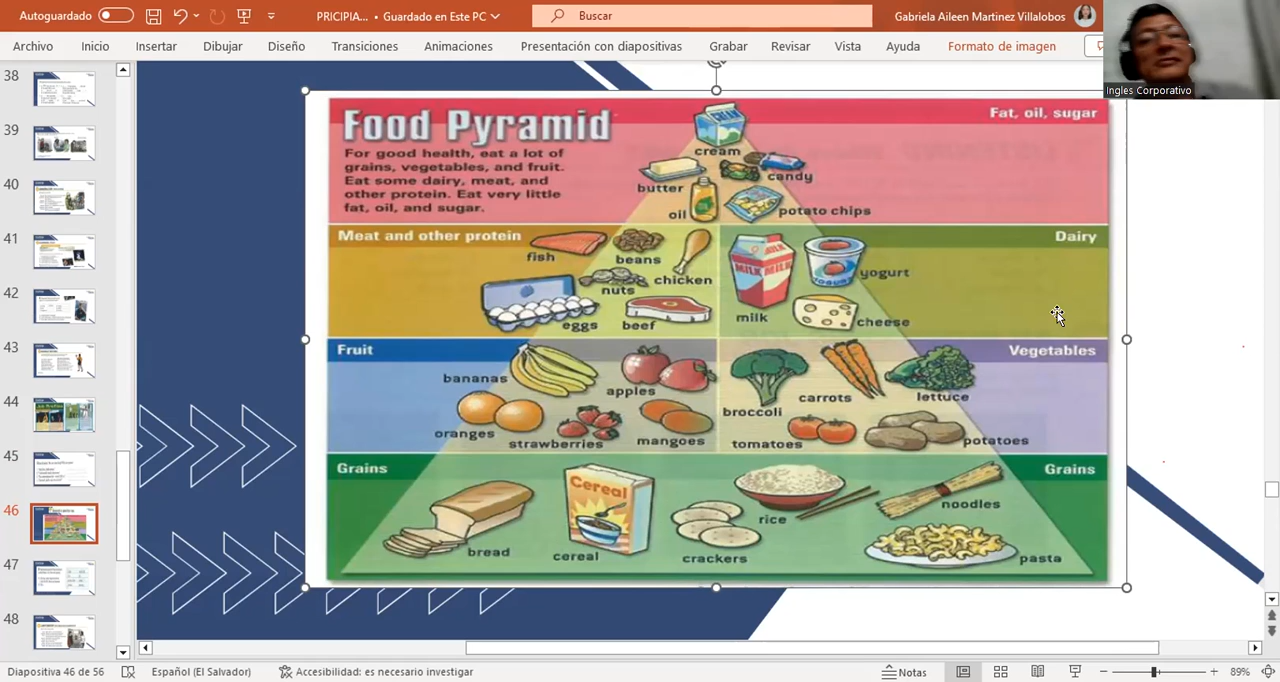 Autoguardado
PRICIPIA... • Guardado en Este PC
Buscar
Gabriela Aileen Martinez Villalobos
Archivo Inicio Insertar Dibujar Diseño Transiciones Animaciones Presentación con diapositivas Grabar Revisar Vista Ayuda Formato de imagen
Ingles Corporativo
38
39
40
41
42
43
44
45
46
47
48
Food Pyramid
For good health, eat a lot of
grains, vegetables, and fruit.
Eat some dairy, meat, and
other protein. Eat very little
fat, oil, and sugar.
Fat, oil, sugar
CREAM
cream
butter
candy
oil
potato chips
Meat and other protein
Dairy
fish
beans
chicken
nuts
eggs
beef
MILK MILK
milk
YOGURT
yogurt
cheese
Fruit
Vegetables
bananas
apples
oranges
strawberries
mangoes
broccoli
carrots
lettuce
tomatoes
potatoes
Grains
Grains
bread
Cereal
cereal
crackers
rice
noodles
pasta
Diapositiva 46 de 56
Español (El Salvador)
Accesibilidad: es necesario investigar
Notas
89%